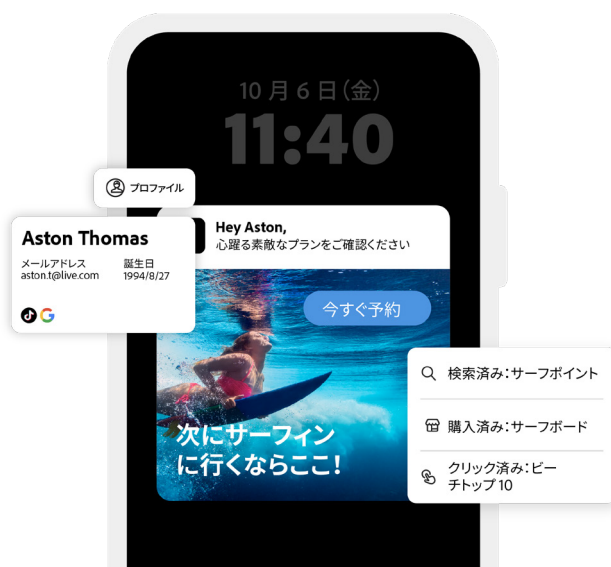 10 月 6 日（金）
11:40
プロファイル
Hey Aston,
心躍る素敵なプランをご確認ください
Aston Thomas
メールアドレス
誕生日
aston.t@live.com
1994/8/27
今すぐ予約
検索済み：サーフポイント
購入済み：サーフボード
クリック済み：ビー
チトップ 10
次にサーフィン
に行くならここ！